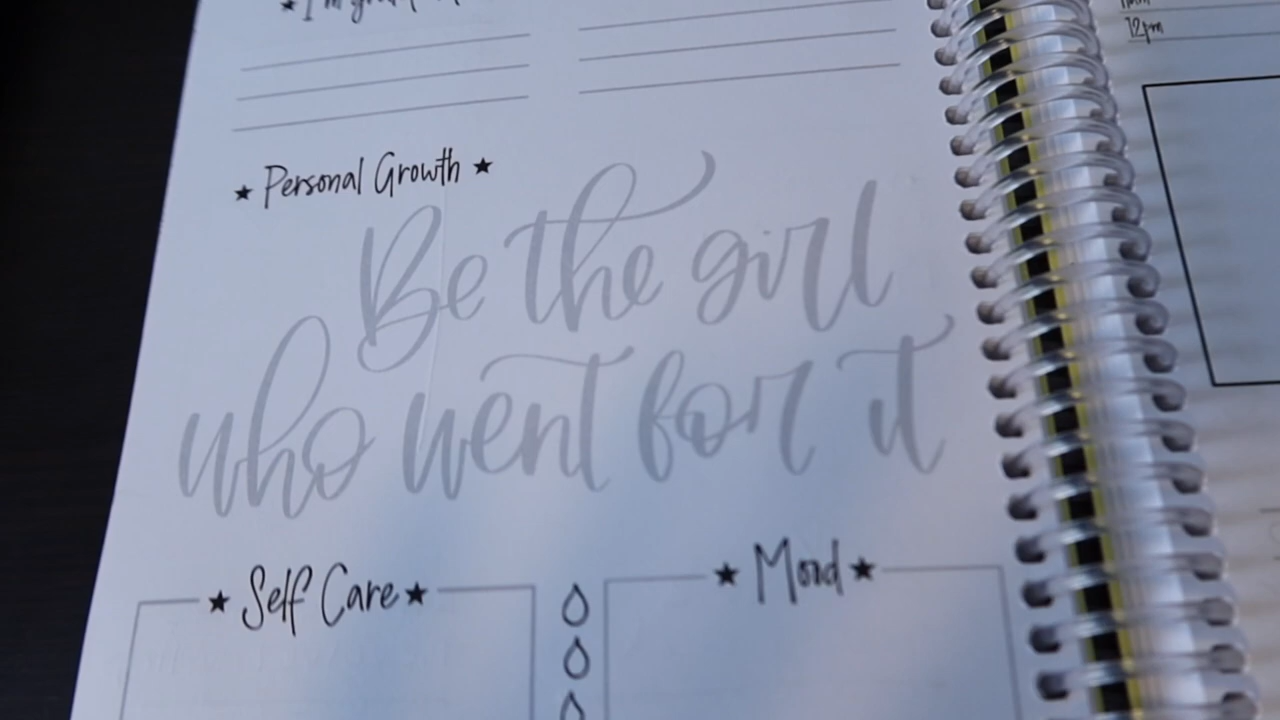 12pm
Personal Growth
Be the girl
who went for it
Self Care
Mood